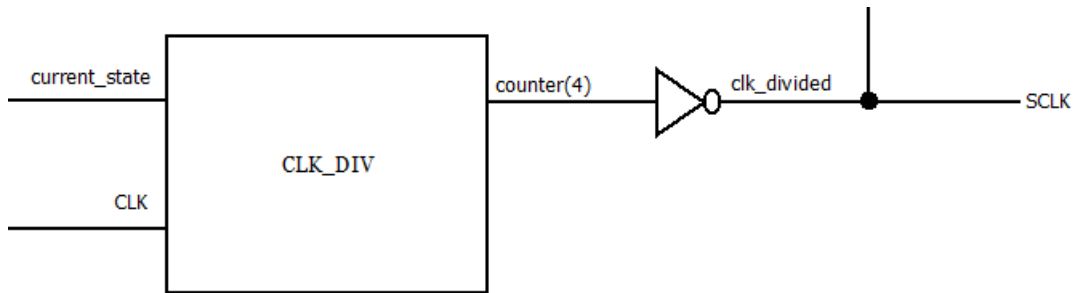 current_state
counter(4)
clk_divided
SCLK
CLK_DIV
CLK